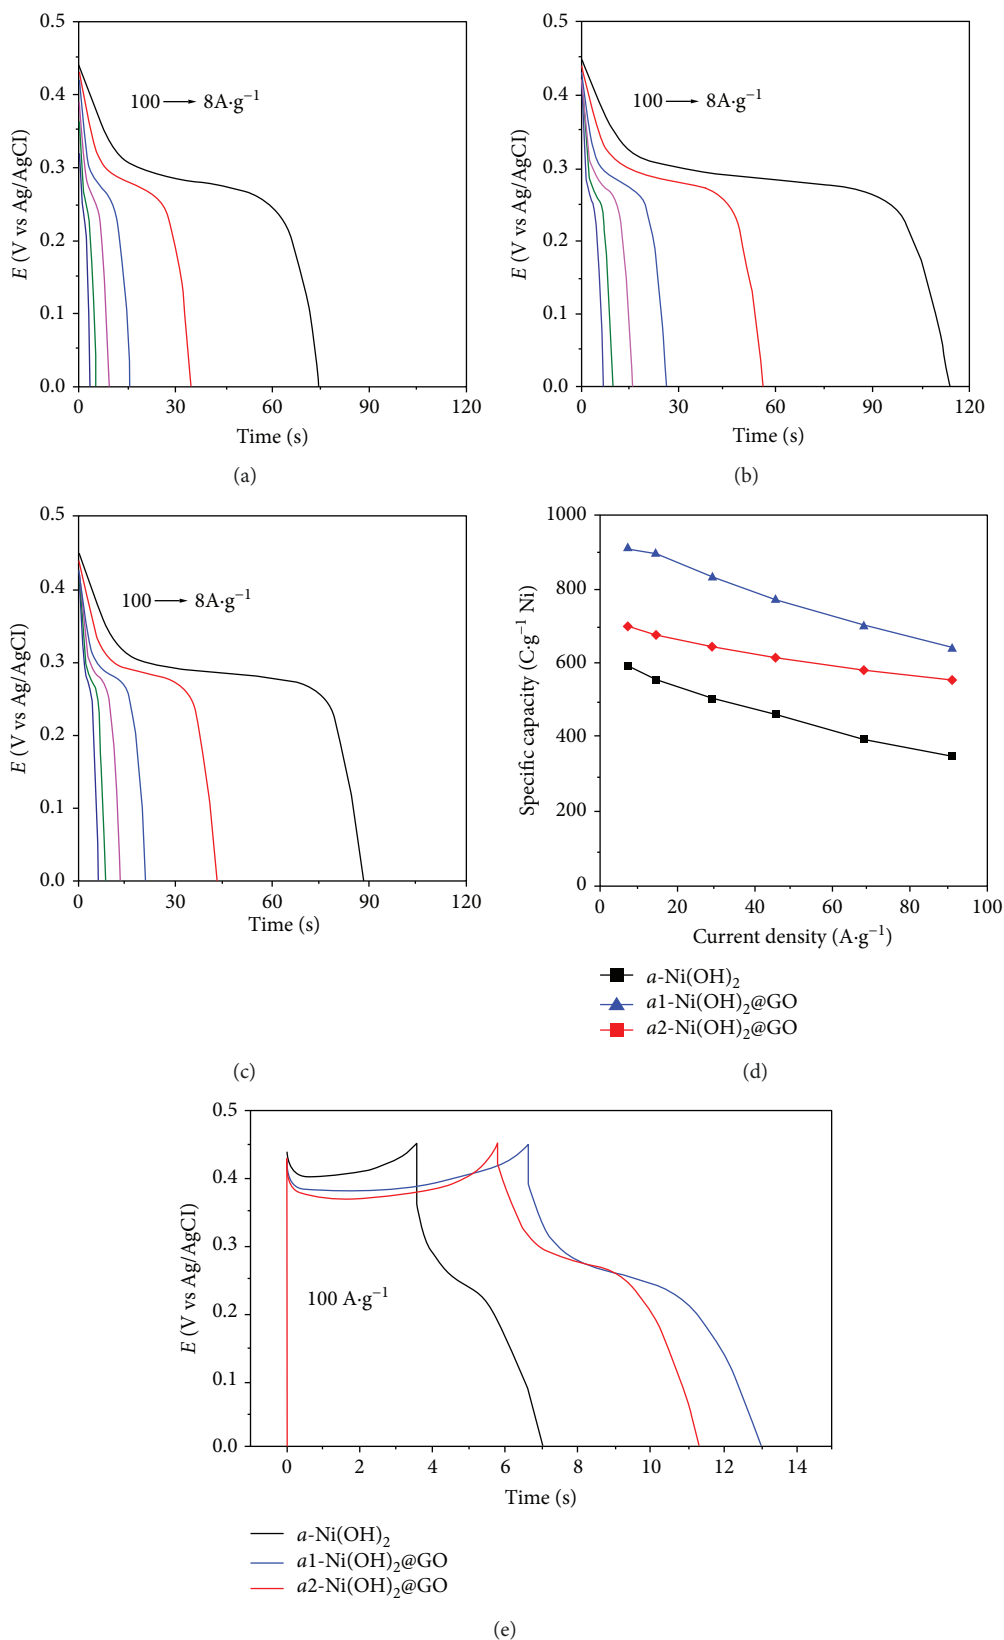 0.5
0.4
0.3
0.2
0.1
0.0
E (V vs Ag/AgCI)
100 → 8A·g⁻¹
0 30 60 90 120
Time (s)
(a)
0.5
0.4
0.3
0.2
0.1
0.0
E (V vs Ag/AgCI)
100 → 8A·g⁻¹
0 30 60 90 120
Time (s)
(b)
0.5
0.4
0.3
0.2
0.1
0.0
E (V vs Ag/AgCI)
100 → 8A·g⁻¹
0 30 60 90 120
Time (s)
(c)
1000
800
600
400
200
0
Specific capacity (C·g⁻¹ Ni)
0 20 40 60 80 100
Current density (A·g⁻¹)
a-Ni(OH)₂
a1-Ni(OH)₂@GO
a2-Ni(OH)₂@GO
(d)
0.5
0.4
0.3
0.2
0.1
0.0
E (V vs Ag/AgCI)
100 A·g⁻¹
0 2 4 6 8 10 12 14
Time (s)
a-Ni(OH)₂
a1-Ni(OH)₂@GO
a2-Ni(OH)₂@GO
(e)